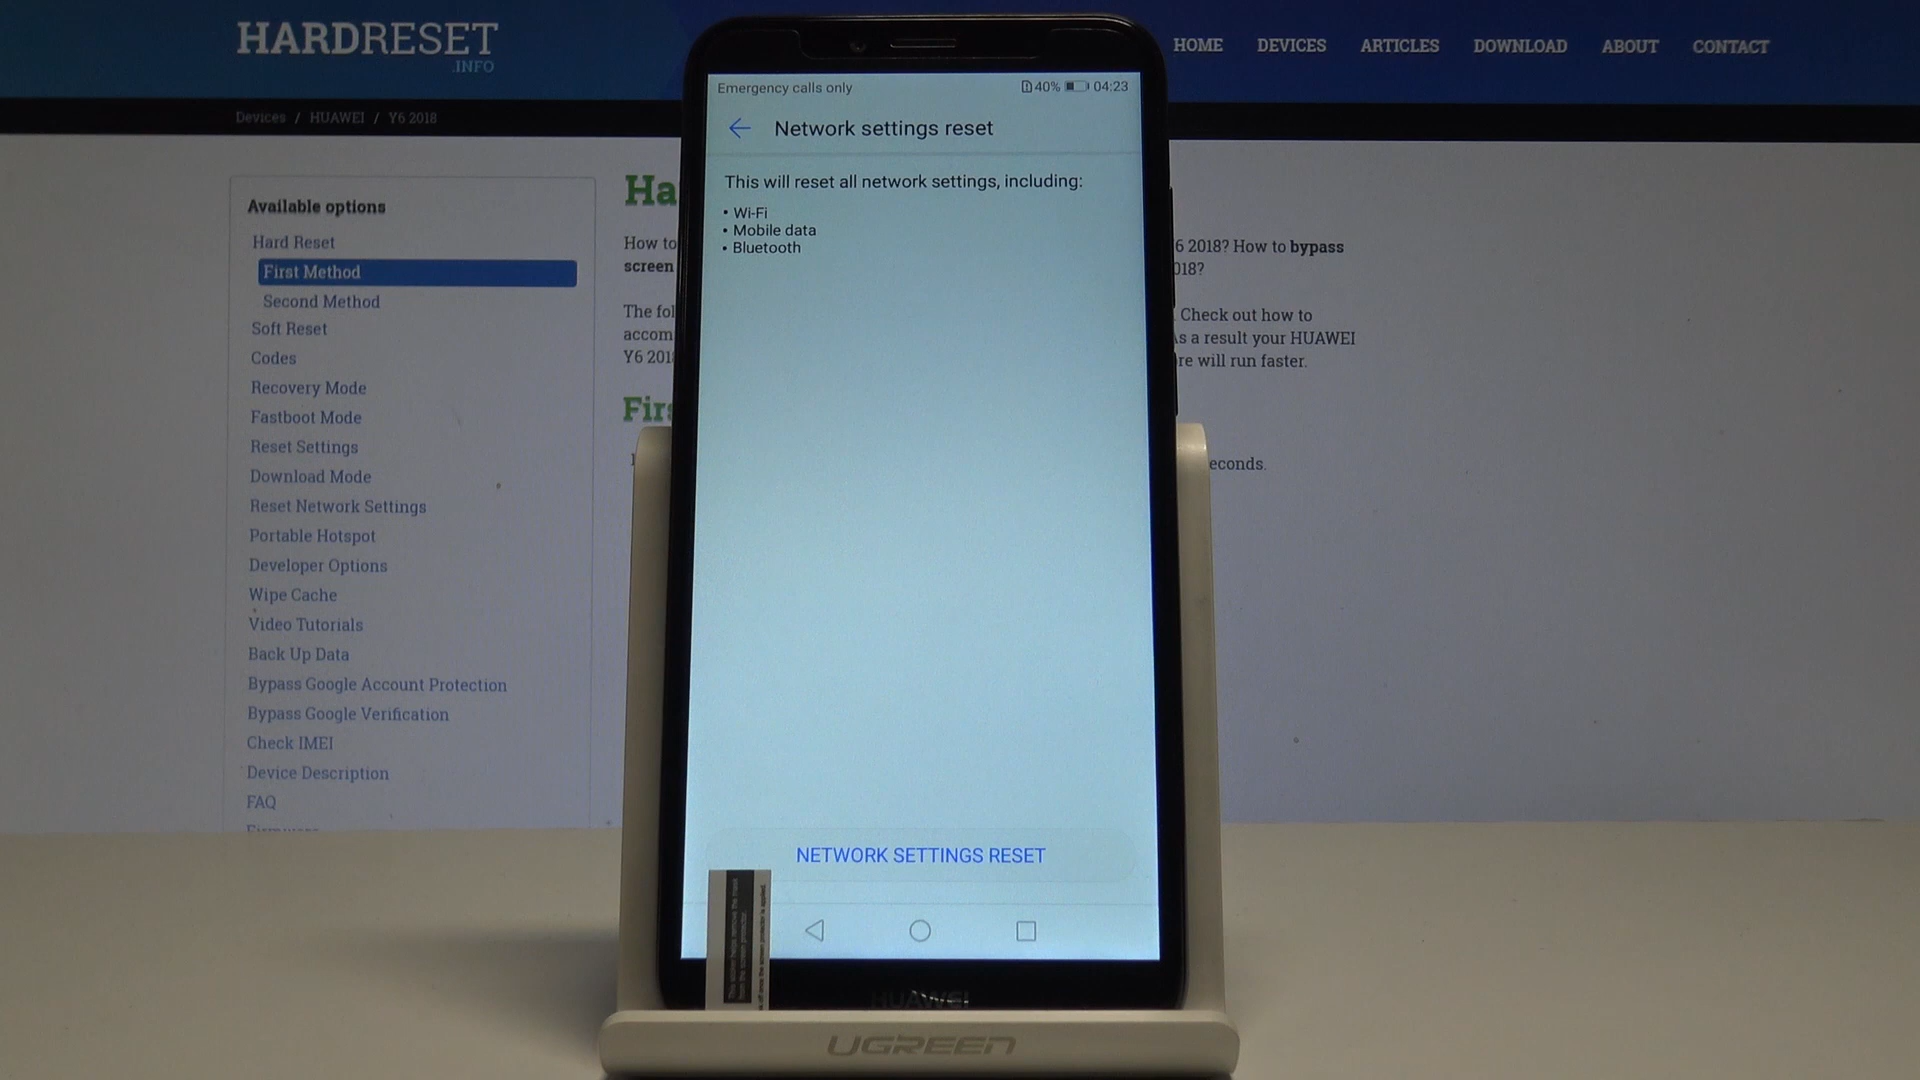 HARDRESET
.INFO
HOME DEVICES ARTICLES DOWNLOAD ABOUT CONTACT
Devices / HUAWEI / Y6 2018
Available options
Hard Reset
First Method
Second Method
Soft Reset
Codes
Recovery Mode
Fastboot Mode
Reset Settings
Download Mode
Reset Network Settings
Portable Hotspot
Developer Options
Wipe Cache
Video Tutorials
Back Up Data
Bypass Google Account Protection
Bypass Google Verification
Check IMEI
Device Description
FAQ
Ha
How to
screen
The fol
accom
Y6 201
Firs
Emergency calls only 40% 04:23
Network settings reset
This will reset all network settings, including:
• Wi-Fi
• Mobile data
• Bluetooth
NETWORK SETTINGS RESET
6 2018? How to bypass
018?
Check out how to
As a result your HUAWEI
re will run faster.
econds.
HUAWEI
UGREEN